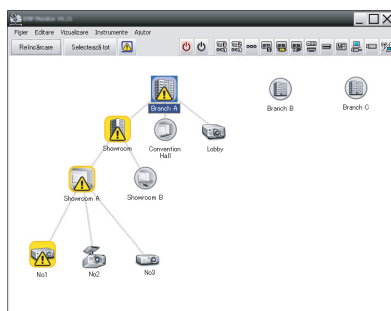 Fişier Editare Vizualizare Instrumente Ajutor
Reîncărcare Selectează tot
Branch A
Branch B
Branch C
Showroom
Convention
Hall
Lobby
Showroom A
Showroom B
No1
No2
No3